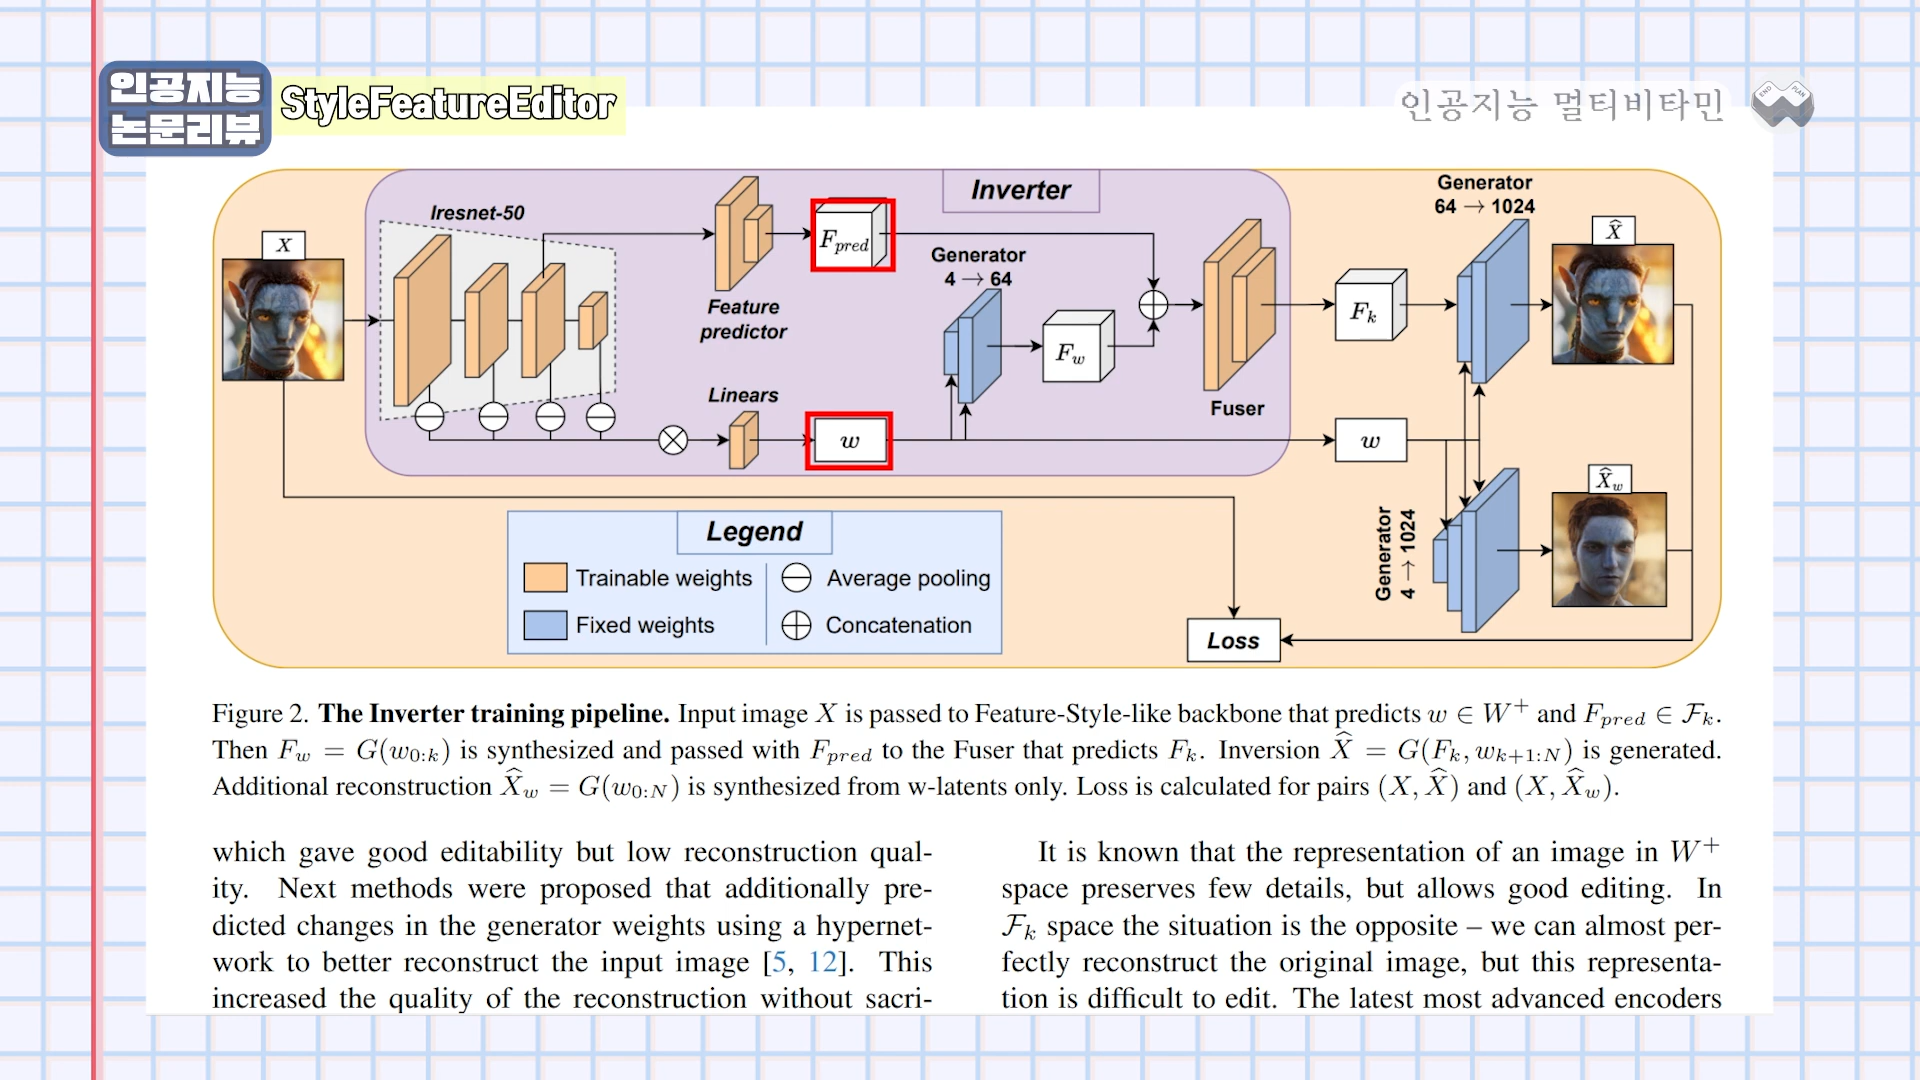 인공지능
논문리뷰
StyleFeatureEditor
인공지능 멀티비타민
END PLAN
Inverter
Iresnet-50
X
F_pred
Feature
predictor
Generator
4 → 64
F_w
Fuser
F_k
Generator
64 → 1024
X̂
Linears
w
w
X̂_w
Generator
4 → 1024
Loss
Legend
Trainable weights
Average pooling
Fixed weights
Concatenation
Figure 2. The Inverter training pipeline. Input image X is passed to Feature-Style-like backbone that predicts w ∈ W⁺ and F_pred ∈ ℱ_k.
Then F_w = G(w_{0:k}) is synthesized and passed with F_pred to the Fuser that predicts F_k. Inversion X̂ = G(F_k, w_{k+1:N}) is generated.
Additional reconstruction X̂_w = G(w_{0:N}) is synthesized from w-latents only. Loss is calculated for pairs (X, X̂) and (X, X̂_w).
which gave good editability but low reconstruction qual-
ity. Next methods were proposed that additionally pre-
dicted changes in the generator weights using a hypernet-
work to better reconstruct the input image [5, 12]. This
increased the quality of the reconstruction without sacri-
It is known that the representation of an image in W⁺
space preserves few details, but allows good editing. In
ℱ_k space the situation is the opposite – we can almost per-
fectly reconstruct the original image, but this representa-
tion is difficult to edit. The latest most advanced encoders